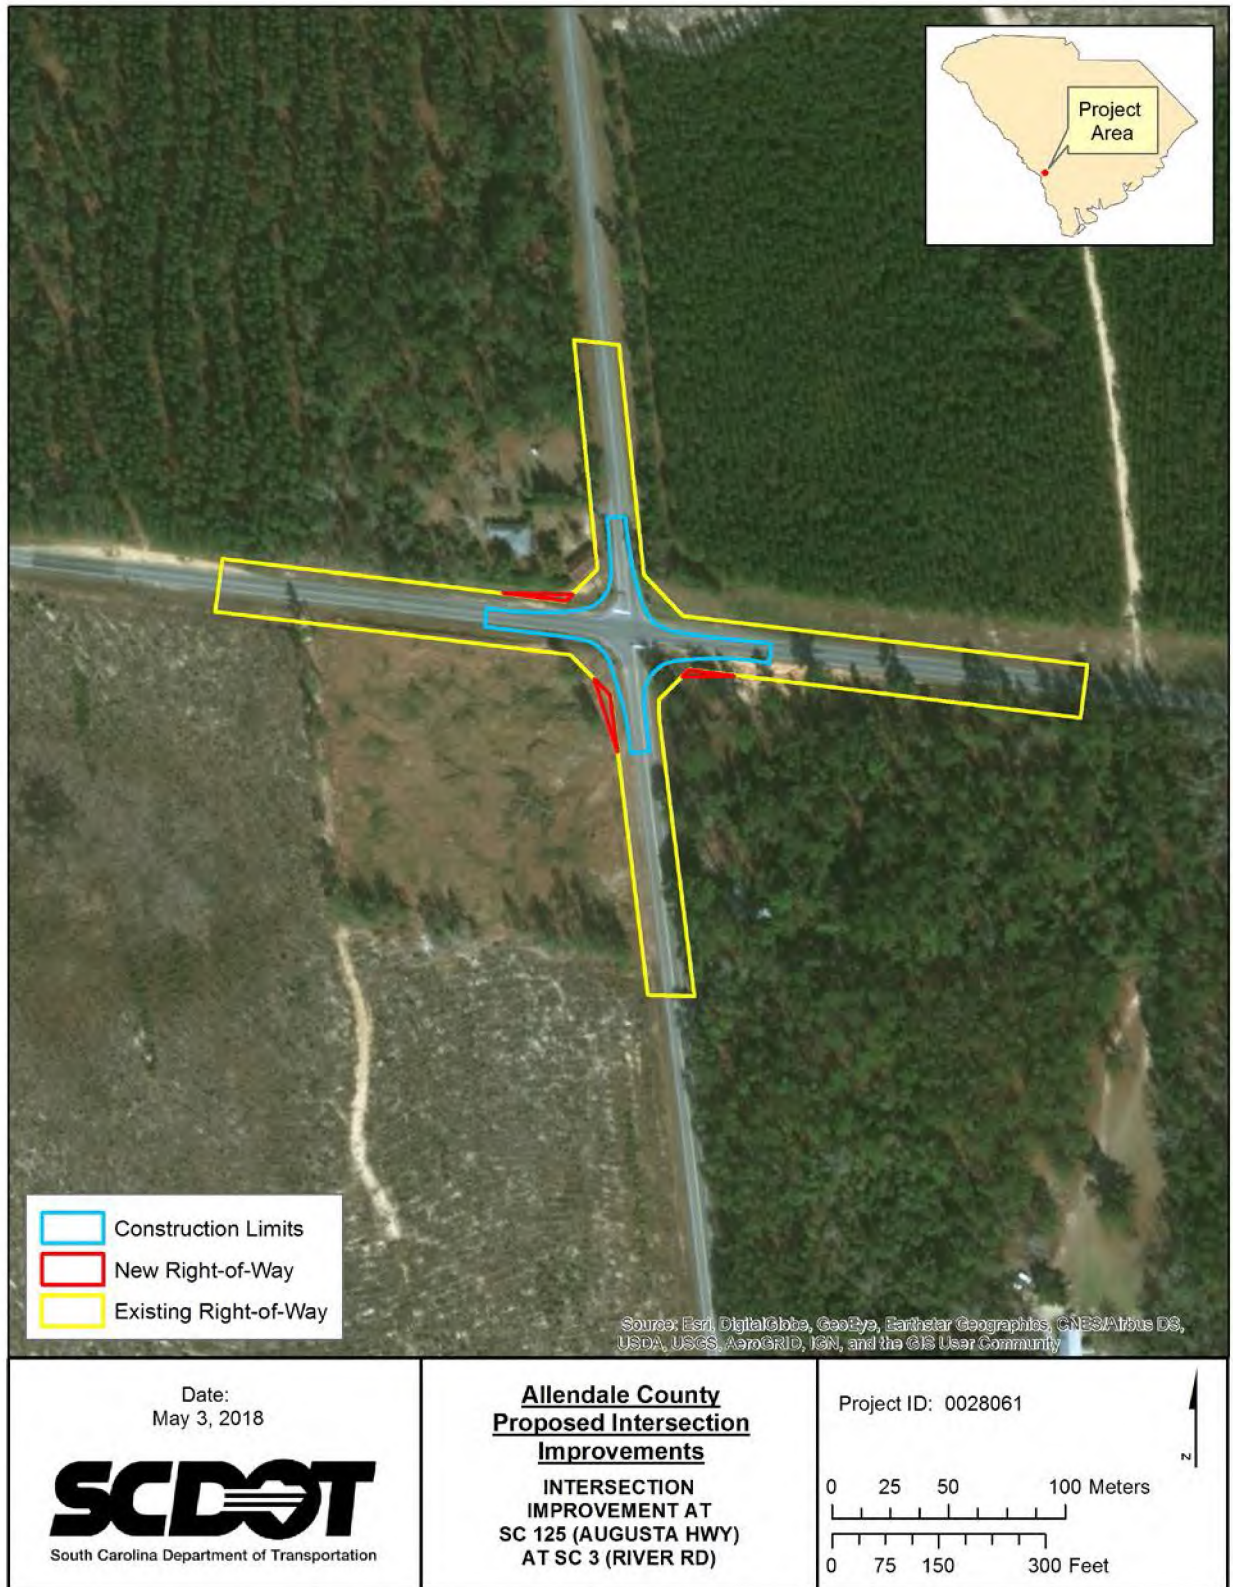 Project
Area
Construction Limits
New Right-of-Way
Existing Right-of-Way
Source: Esri, DigitalGlobe, GeoEye, Earthstar Geographics, CNES/Airbus DS,
USDA, USGS, AeroGRID, IGN, and the GIS User Community
Date:
May 3, 2018
SCDOT
South Carolina Department of Transportation
Allendale County
Proposed Intersection
Improvements
INTERSECTION
IMPROVEMENT AT
SC 125 (AUGUSTA HWY)
AT SC 3 (RIVER RD)
Project ID: 0028061
N
0 25 50 100 Meters
0 75 150 300 Feet